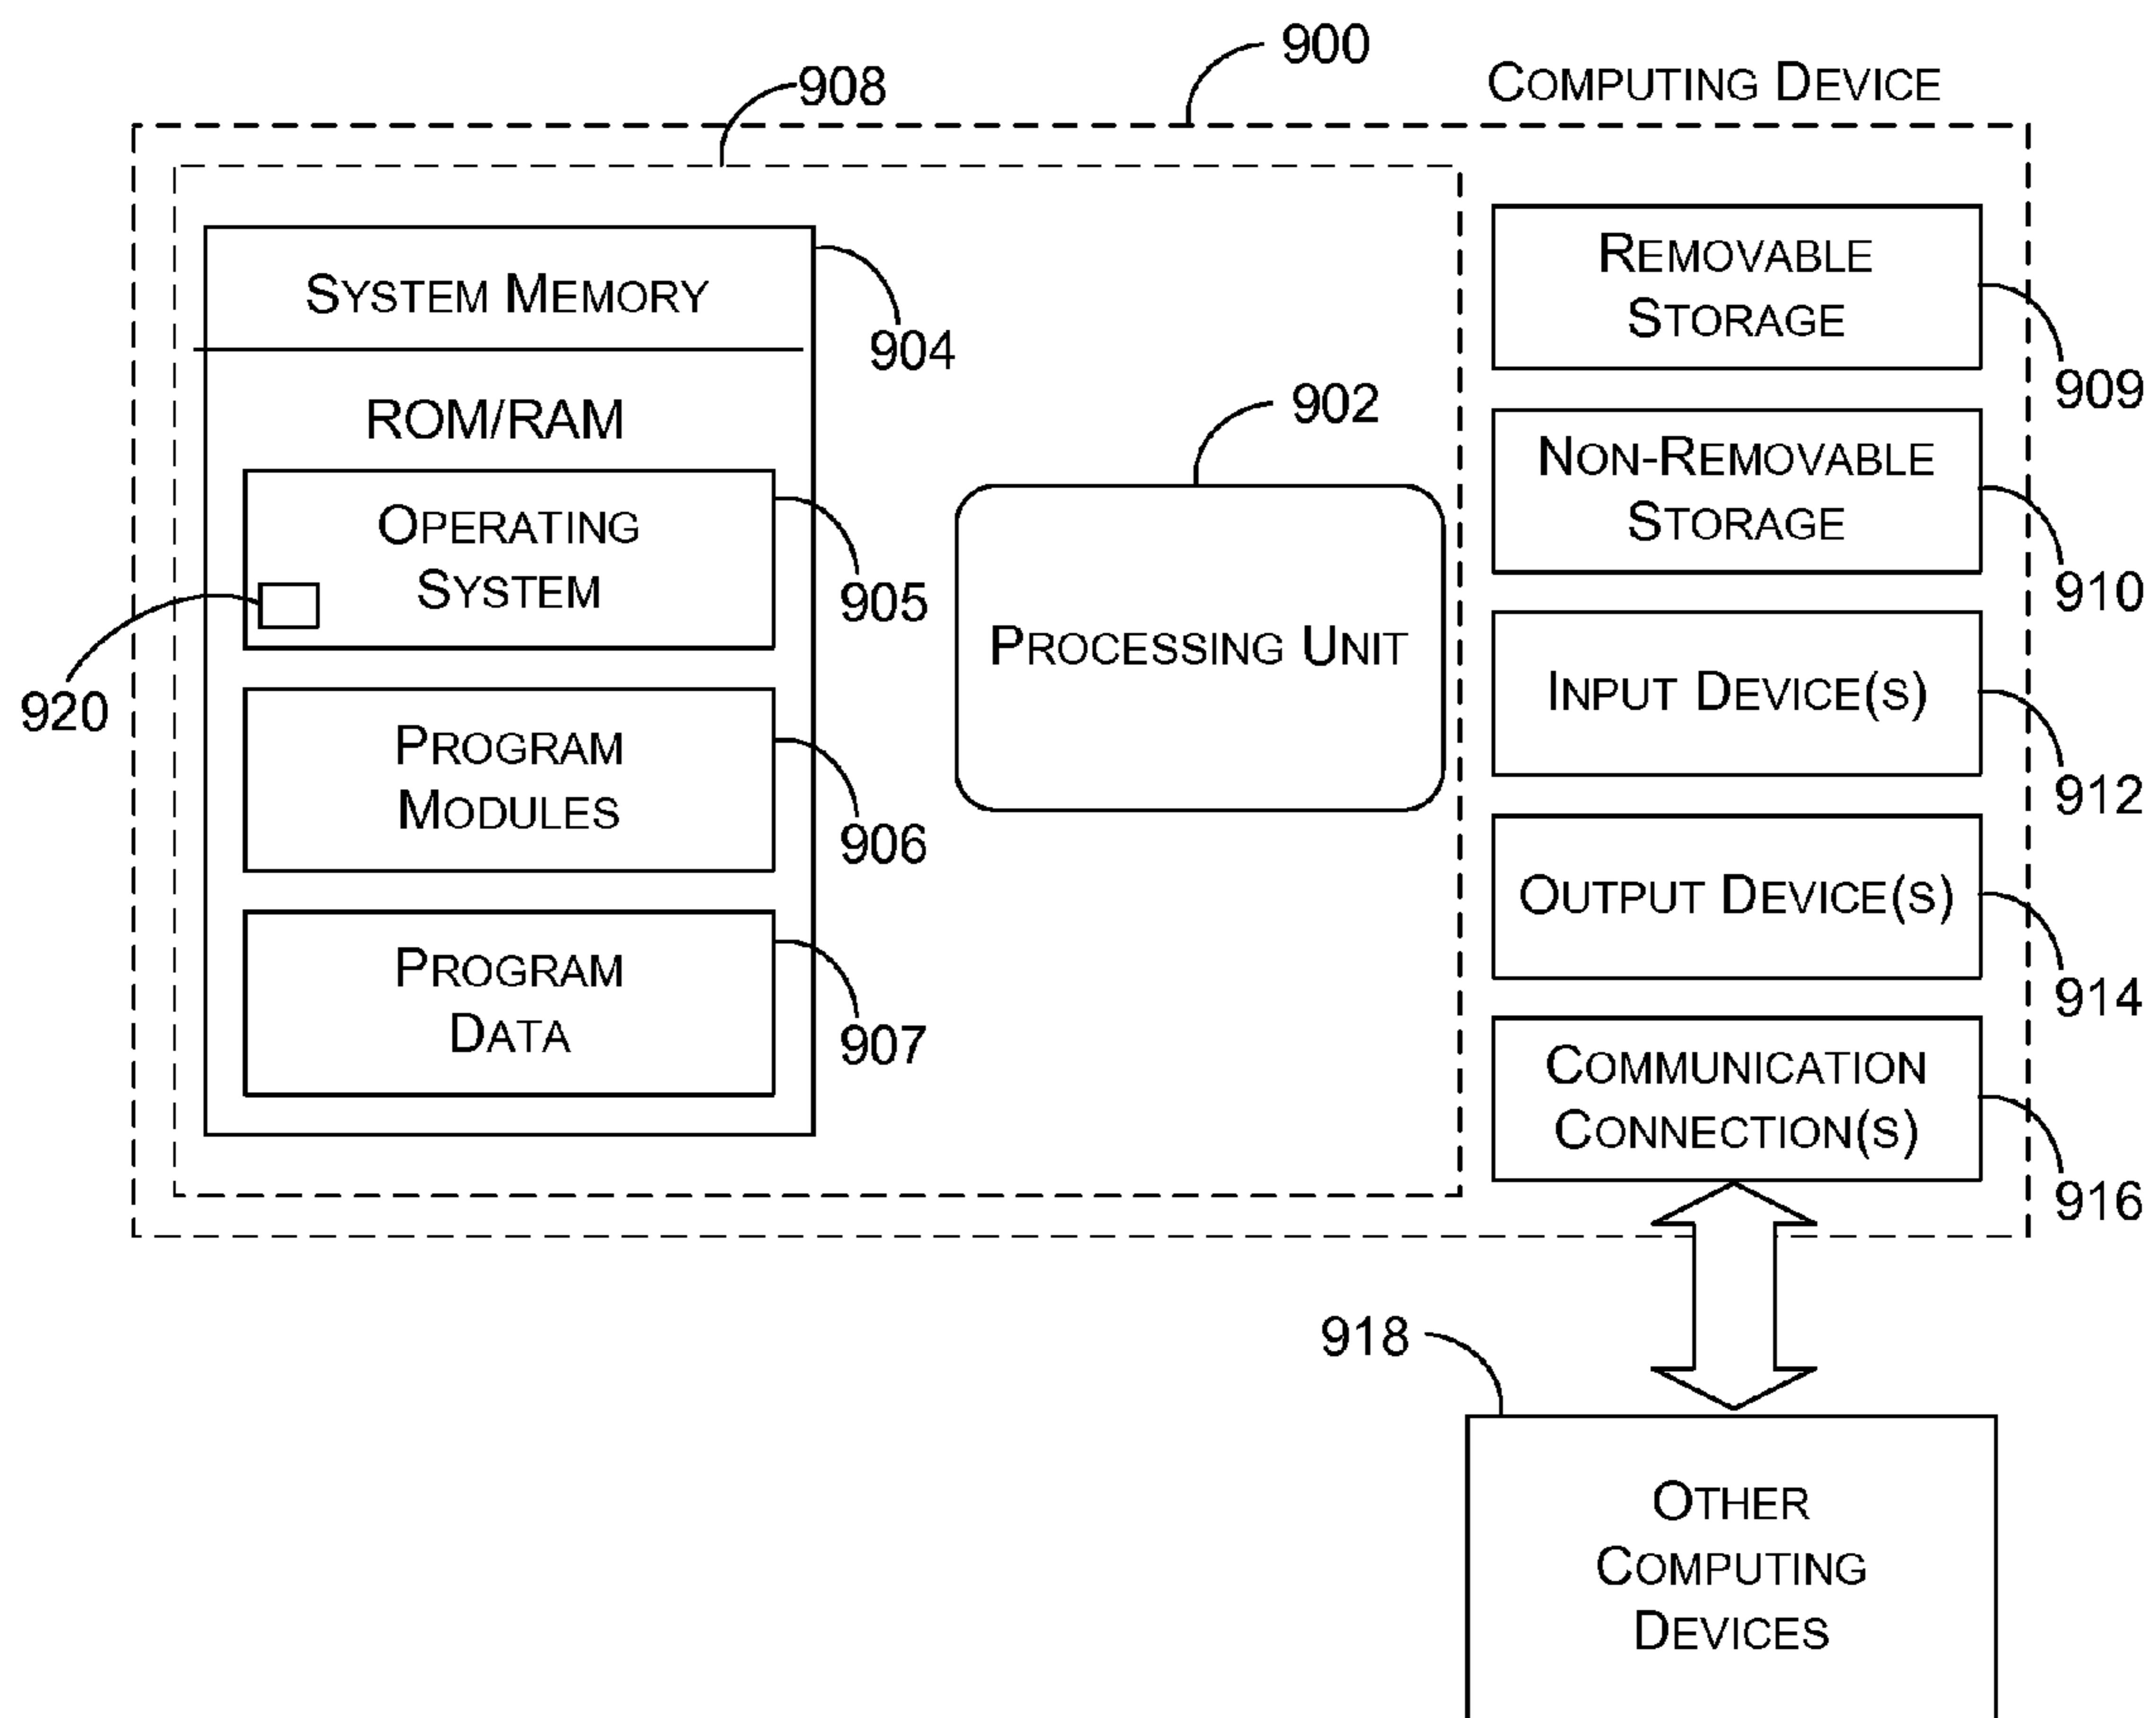 900
COMPUTING DEVICE
908
SYSTEM MEMORY
904
ROM/RAM
OPERATING
SYSTEM
905
920
PROGRAM
MODULES
906
PROGRAM
DATA
907
902
PROCESSING UNIT
REMOVABLE
STORAGE
909
NON-REMOVABLE
STORAGE
910
INPUT DEVICE(S)
912
OUTPUT DEVICE(S)
914
COMMUNICATION
CONNECTION(S)
916
918
OTHER
COMPUTING
DEVICES